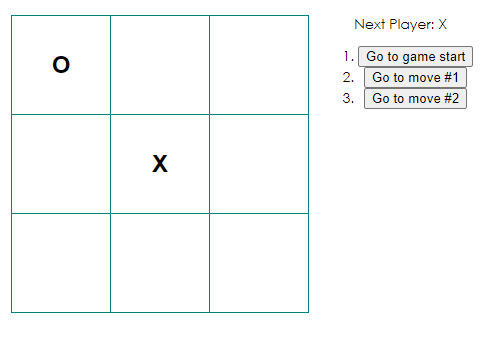 O
X
Next Player: X
1. Go to game start
2. Go to move #1
3. Go to move #2